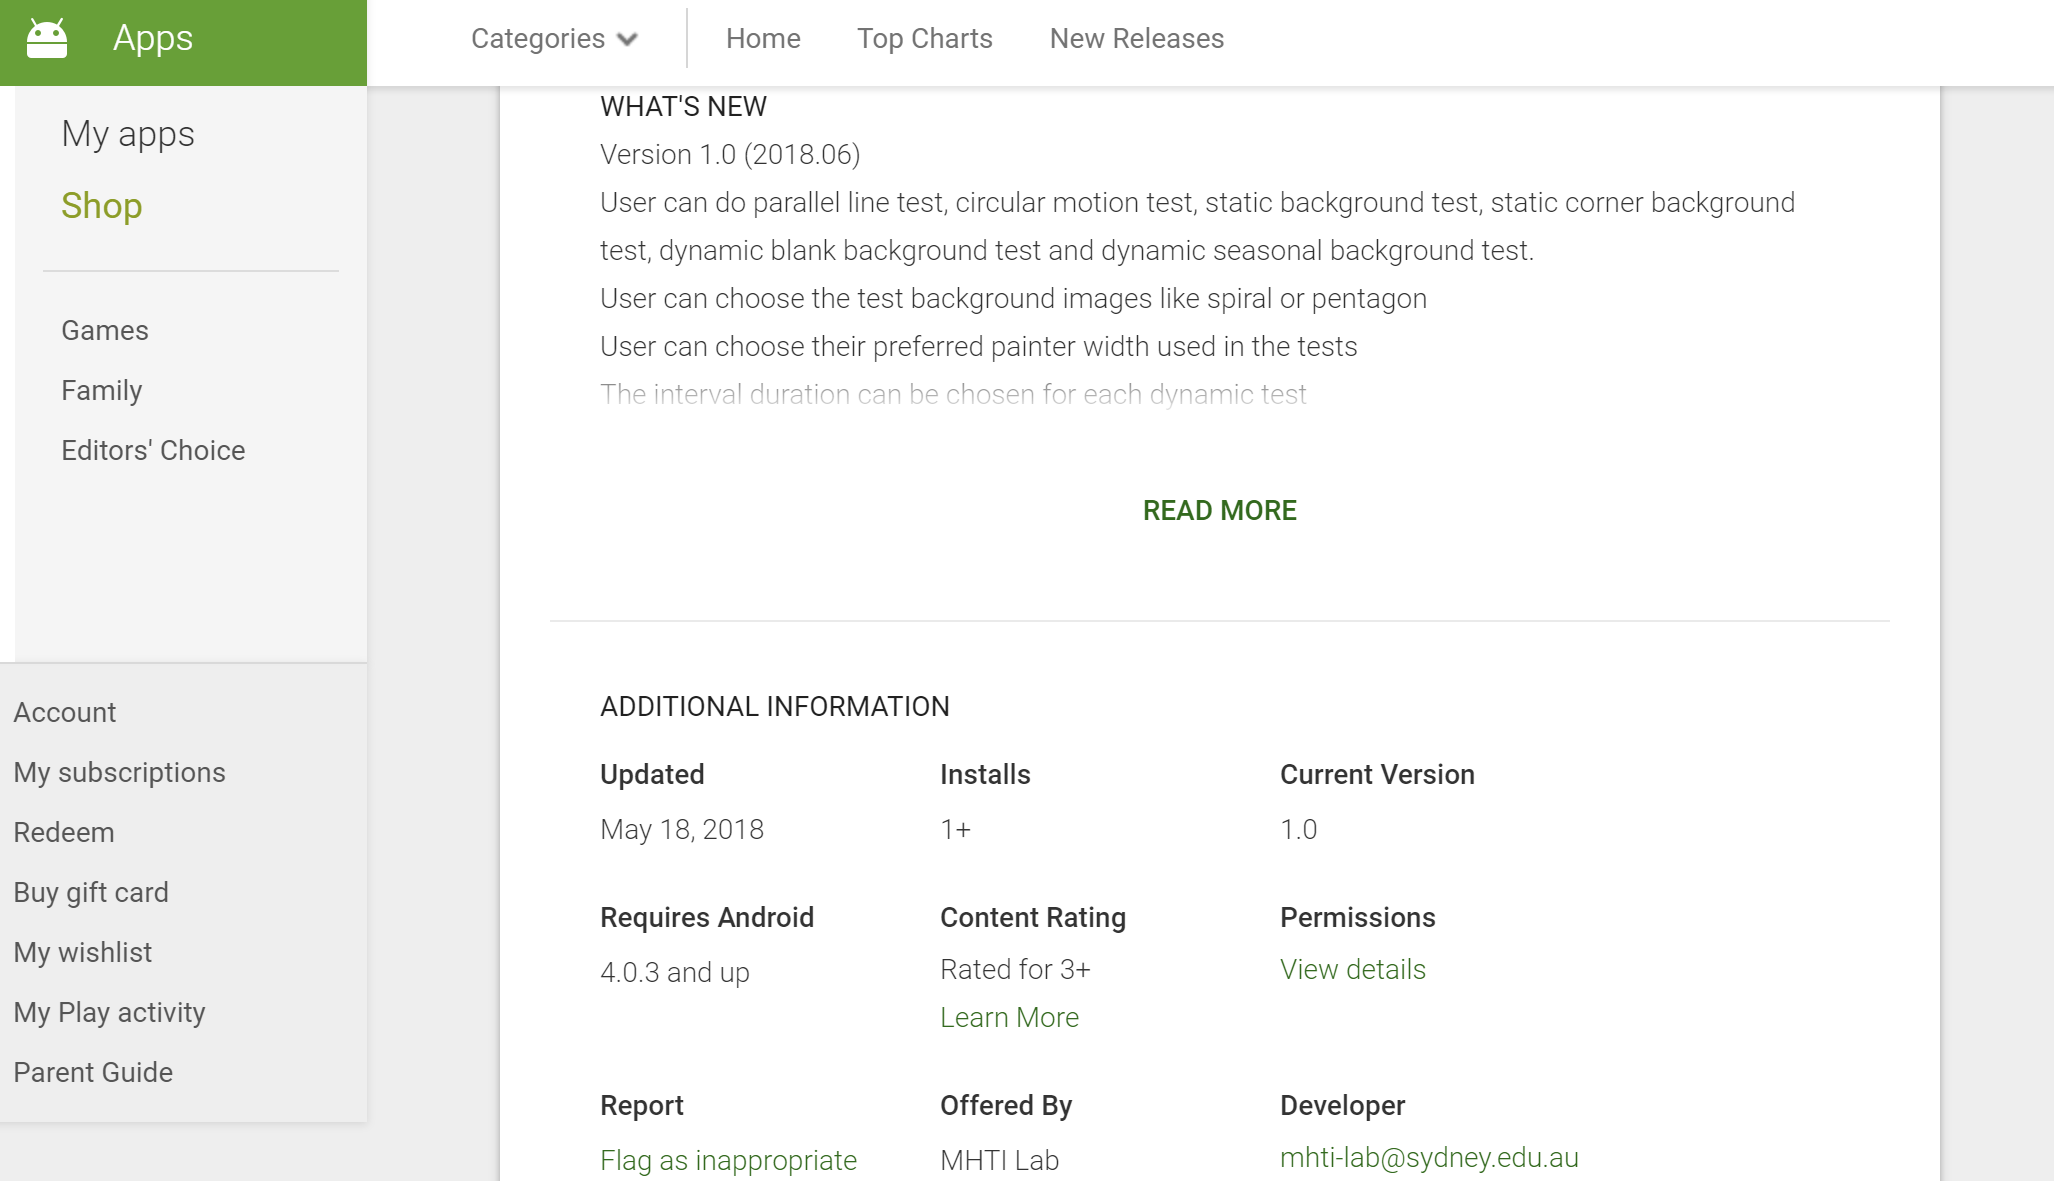 Apps
Categories
Home
Top Charts
New Releases
My apps
Shop
Games
Family
Editors' Choice
Account
My subscriptions
Redeem
Buy gift card
My wishlist
My Play activity
Parent Guide
WHAT'S NEW
Version 1.0 (2018.06)
User can do parallel line test, circular motion test, static background test, static corner background
test, dynamic blank background test and dynamic seasonal background test.
User can choose the test background images like spiral or pentagon
User can choose their preferred painter width used in the tests
The interval duration can be chosen for each dynamic test
READ MORE
ADDITIONAL INFORMATION
Updated
May 18, 2018
Installs
1+
Current Version
1.0
Requires Android
4.0.3 and up
Content Rating
Rated for 3+
Learn More
Permissions
View details
Report
Flag as inappropriate
Offered By
MHTI Lab
Developer
mhti-lab@sydney.edu.au